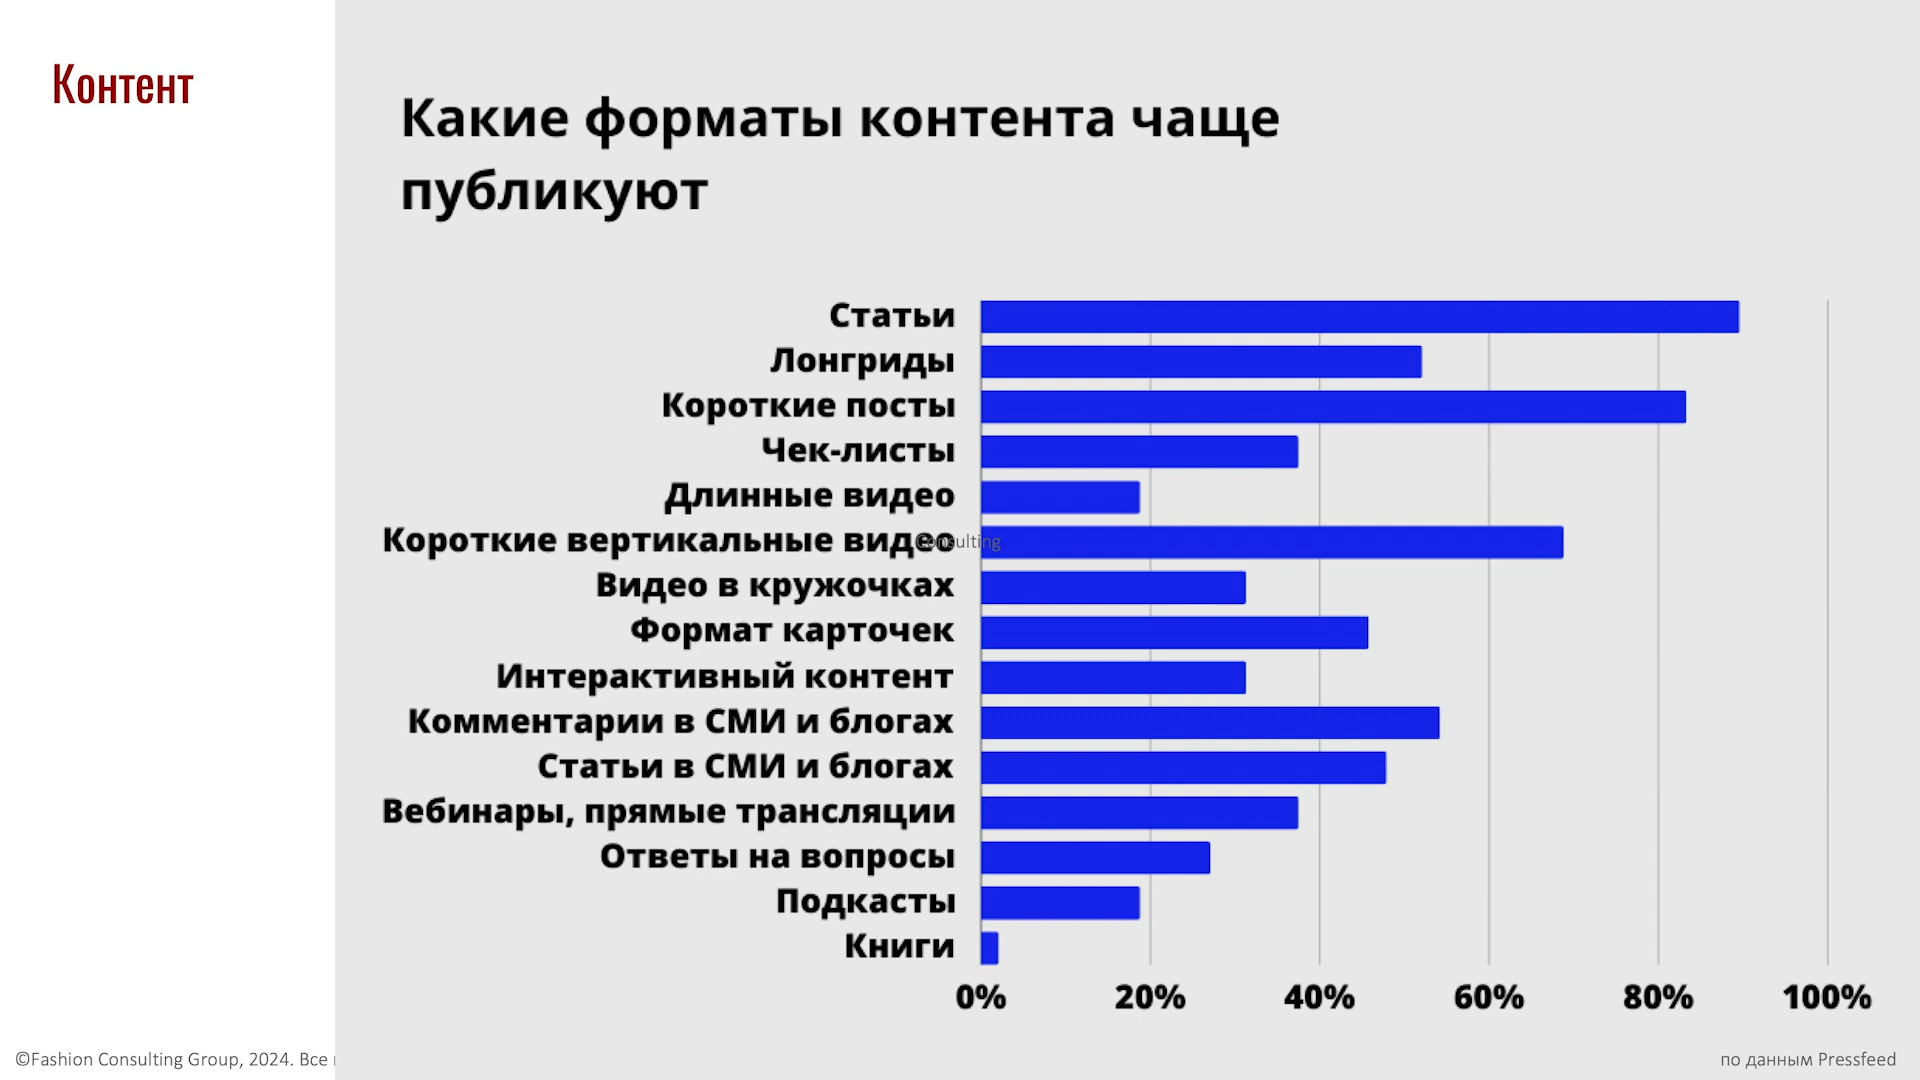 Контент
Какие форматы контента чаще
публикуют
Статьи
Лонгриды
Короткие посты
Чек-листы
Длинные видео
Короткие вертикальные видео
Consulting
Видео в кружочках
Формат карточек
Интерактивный контент
Комментарии в СМИ и блогах
Статьи в СМИ и блогах
Вебинары, прямые трансляции
Ответы на вопросы
Подкасты
Книги
0% 20% 40% 60% 80% 100%
©Fashion Consulting Group, 2024. Все
по данным Pressfeed